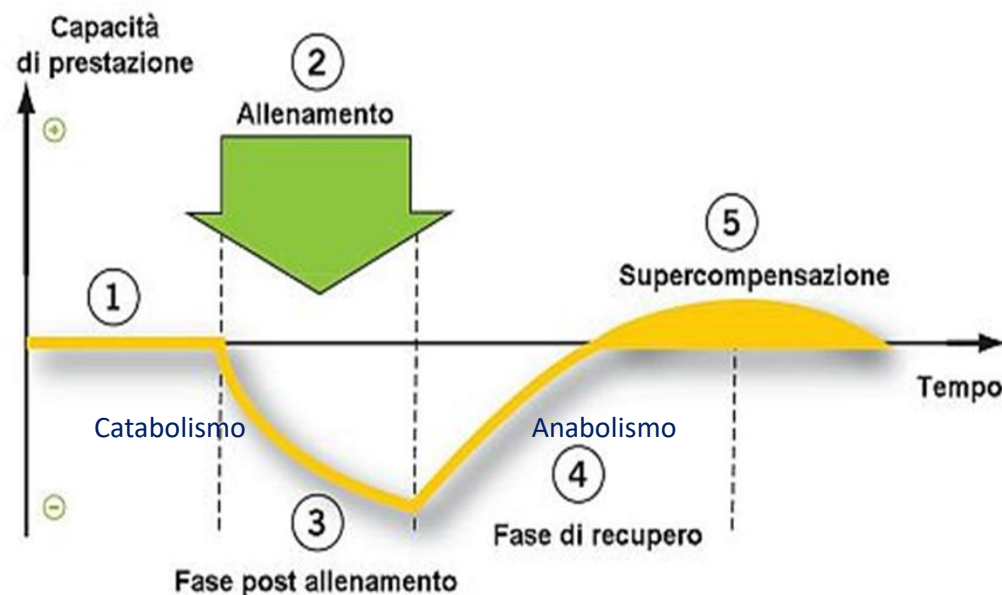 Capacità
di prestazione
2
Allenamento
+
5
Supercompensazione
1
Tempo
Catabolismo
Anabolismo
4
-
3
Fase di recupero
Fase post allenamento